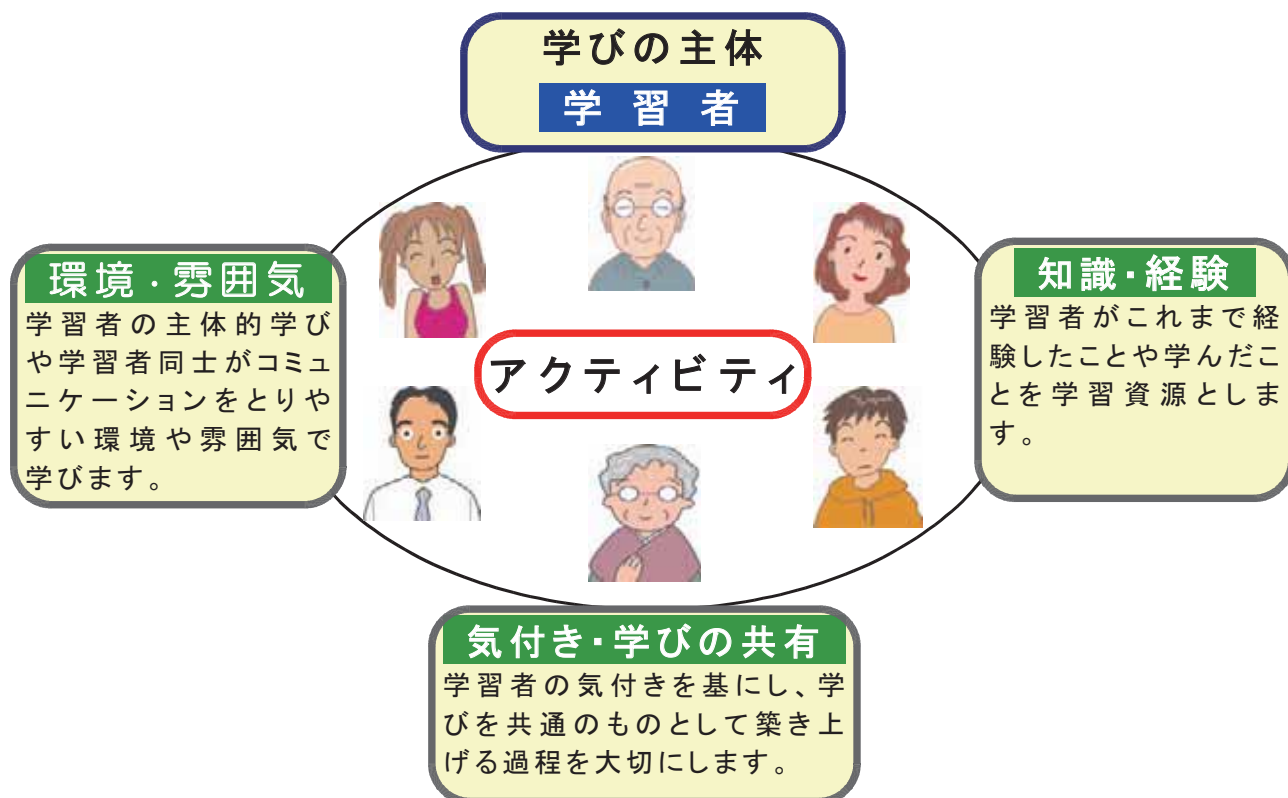 学びの主体
学習者
環境・雰囲気
学習者の主体的学び
や学習者同士がコミュ
ニケーションをとりや
すい環境や雰囲気で
学びます。
アクティビティ
知識・経験
学習者がこれまで経
験したことや学んだこ
とを学習資源としま
す。
気付き・学びの共有
学習者の気付きを基にし、学
びを共通のものとして築き上
げる過程を大切にします。